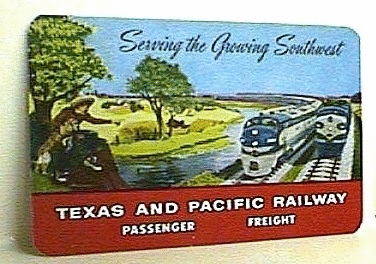 Serving the Growing Southwest
TEXAS AND PACIFIC RAILWAY
PASSENGER FREIGHT